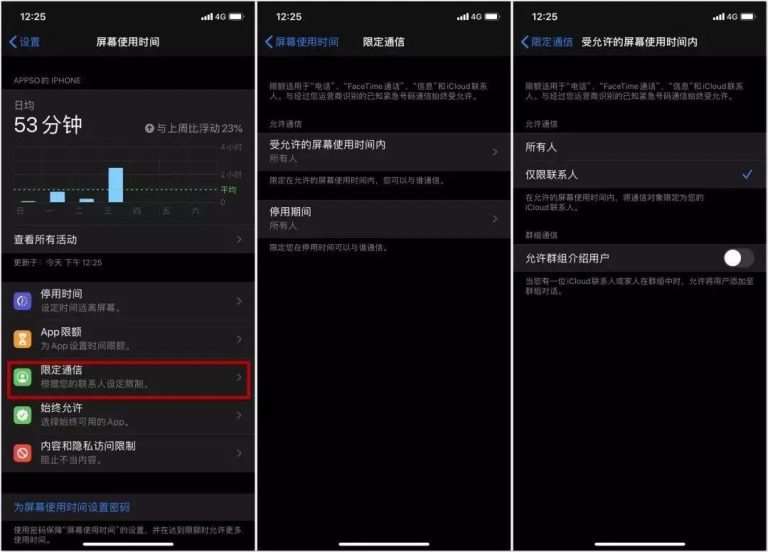 12:25
4G
设置
屏幕使用时间
APPSO的 IPHONE
日均
53 分钟
与上周比浮动 23%
4 小时
2 小时
平均
0
日 一 二 三 四 五 六
查看所有活动
更新于：今天 下午 12:25
停用时间
设定时间远离屏幕。
App 限额
为 App 设置时间限额。
限定通信
根据您的联系人设定限制。
始终允许
选择始终可用的 App。
内容和隐私访问限制
阻止不当内容。
为屏幕使用时间设置密码
使用密码保障“屏幕使用时间”的设置，并在达到限额时允许更多
使用时间。
12:25
4G
屏幕使用时间
限定通信
限额适用于“电话”、“FaceTime 通话”、“信息”和 iCloud 联系
人。与经过您运营商识别的已知紧急号码通信始终受允许。
允许通信
受允许的屏幕使用时间内
所有人
限定在允许的屏幕使用时间内，您可以与谁通信。
停用期间
所有人
限定您在停用时间可以与谁通信。
12:25
4G
限定通信
受允许的屏幕使用时间内
限额适用于“电话”、“FaceTime 通话”、“信息”和 iCloud 联系
人。与经过您运营商识别的已知紧急号码通信始终受允许。
允许通信
所有人
仅限联系人
在允许的屏幕使用时间内，将通信对象限定为您的
iCloud 联系人。
群组通信
允许群组介绍用户
当您有一位 iCloud 联系人或家人在群组中时，允许将用户添加至
群组对话。